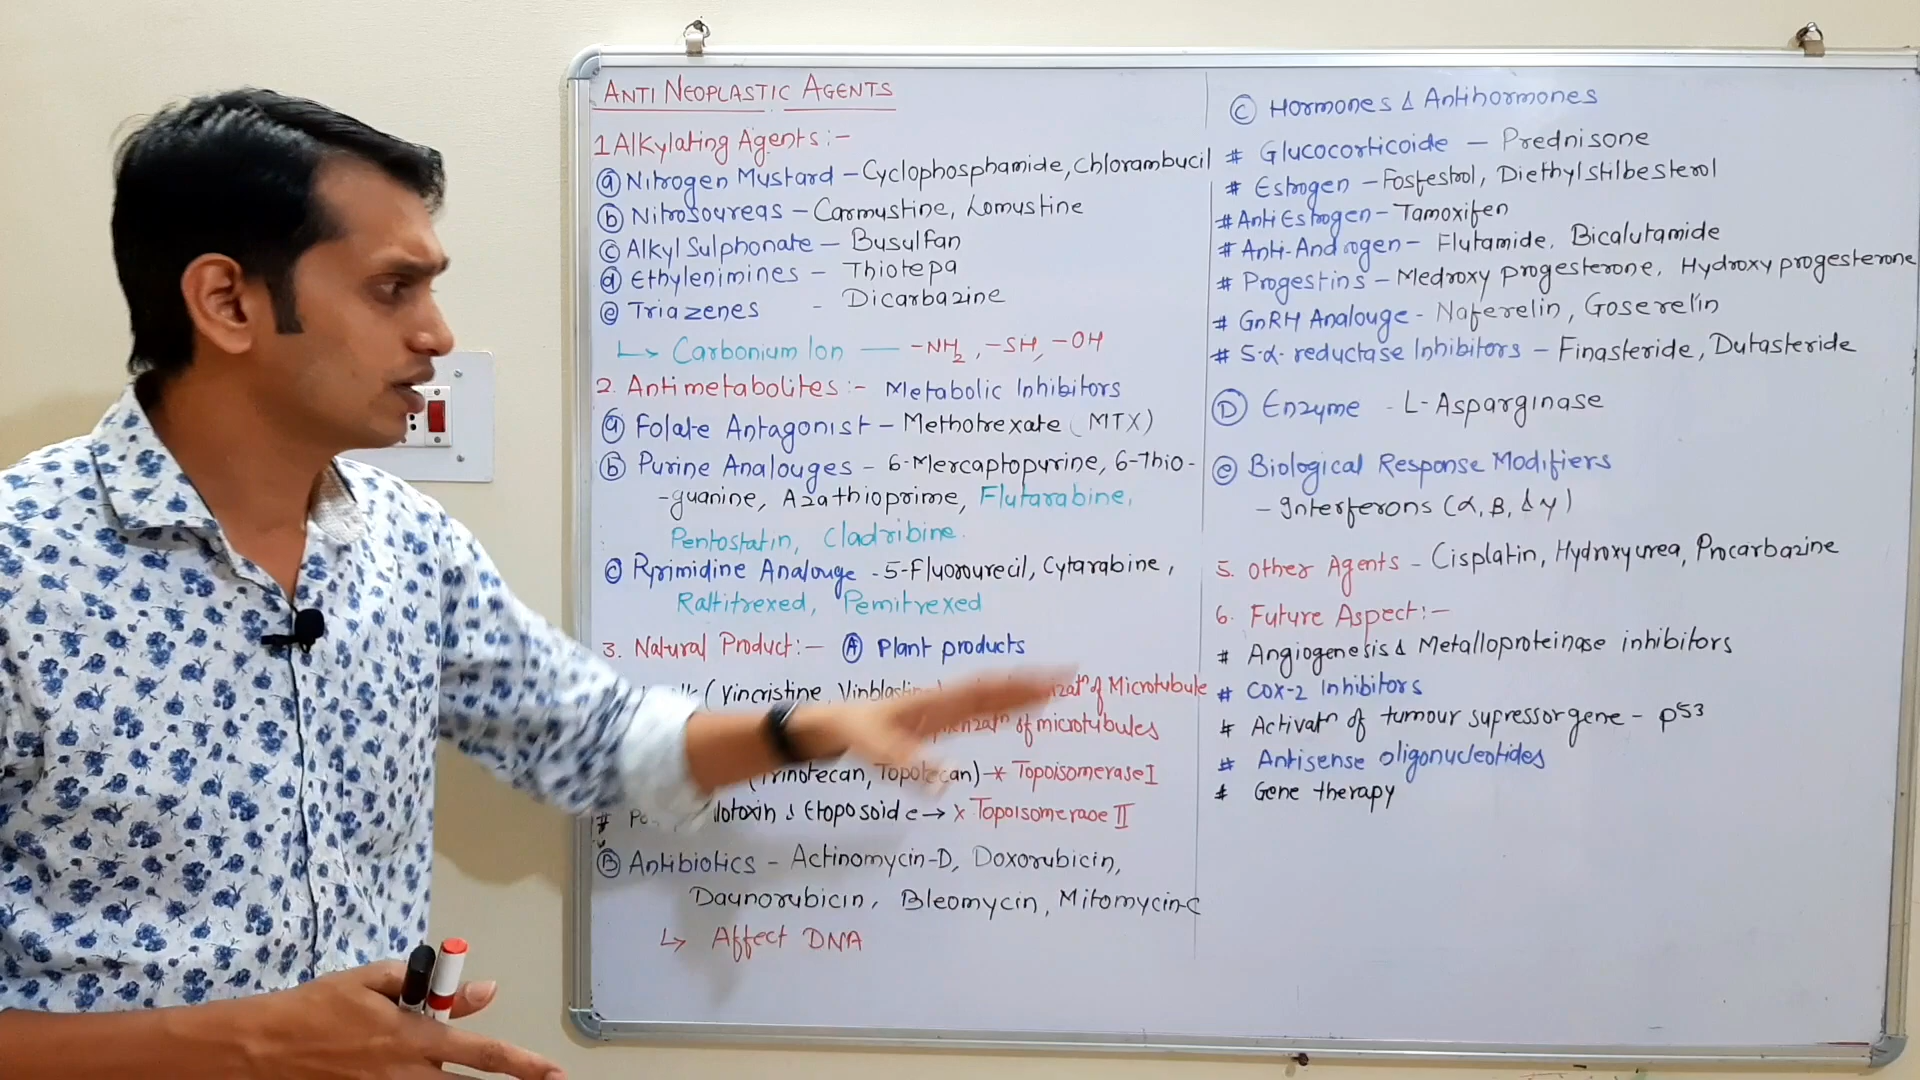 ANTI NEOPLASTIC AGENTS
1 Alkylating Agents :-
ⓐ Nitrogen Mustard – Cyclophosphamide, Chlorambucil
ⓑ Nitrosoureas – Carmustine, Lomustine
ⓒ Alkyl Sulphonate – Busulfan
ⓓ Ethylenimines – Thiotepa
ⓔ Triazenes - Dicarbazine
↳ Carbonium Ion — -NH2, -SH, -OH
2. Antimetabolites :- Metabolic Inhibitors
ⓐ Folate Antagonist – Methotrexate (MTX)
ⓑ Purine Analouges – 6-Mercaptopurine, 6-Thio-
-guanine, Azathioprime, Flutarabine,
Pentostatin, Cladribine.
ⓒ Pyrimidine Analouge - 5-Fluorourecil, Cytarabine,
Raltitrexed, Pemitrexed
3. Natural Product :- Ⓐ Plant products
(Vincristine, Vinblastin of Microtubule
of microtubules
(Irinotecan, Topotecan) -* Topoisomerase I
# & Etoposoide → x Topoisomerase II
Ⓑ Antibiotics – Actinomycin-D, Doxorubicin,
Daunorubicin, Bleomycin, Mitomycin-C
↳ Affect DNA
Ⓒ Hormones & Antihormones
# Glucocorticoide – Prednisone
# Estrogen – Fosfestrol, Diethylstilbesterol
# Anti Estrogen – Tamoxifen
# Anti-Androgen – Flutamide, Bicalutamide
# Progestins – Medroxy progesterone, Hydroxy progesterone
# GnRH Analouge - Naferelin, Goserelin
# 5-α-reductase Inhibitors – Finasteride, Dutasteride
Ⓓ Enzyme - L-Asparginase
ⓔ Biological Response Modifiers
– Interferons (α, β, & γ)
5. Other Agents – Cisplatin, Hydroxyurea, Procarbazine
6. Future Aspect :-
# Angiogenesis & Metalloproteinase inhibitors
# COX-2 Inhibitors
# Activatn of tumour supressor gene – p53
# Antisense oligonucleotides
# Gene therapy